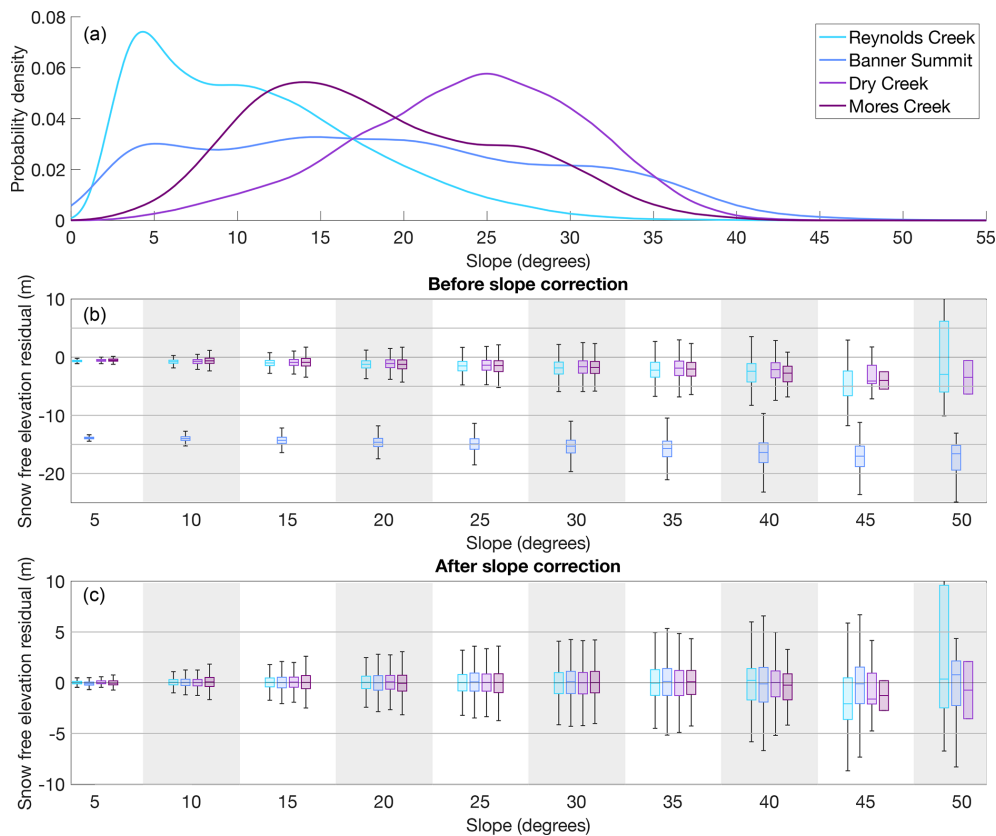 (a)
Probability density
0.08
0.06
0.04
0.02
0
0 5 10 15 20 25 30 35 40 45 50 55
Slope (degrees)
Reynolds Creek
Banner Summit
Dry Creek
Mores Creek
Before slope correction
(b)
Snow free elevation residual (m)
10
0
-10
-20
5 10 15 20 25 30 35 40 45 50
Slope (degrees)
After slope correction
(c)
Snow free elevation residual (m)
10
5
0
-5
-10
5 10 15 20 25 30 35 40 45 50
Slope (degrees)